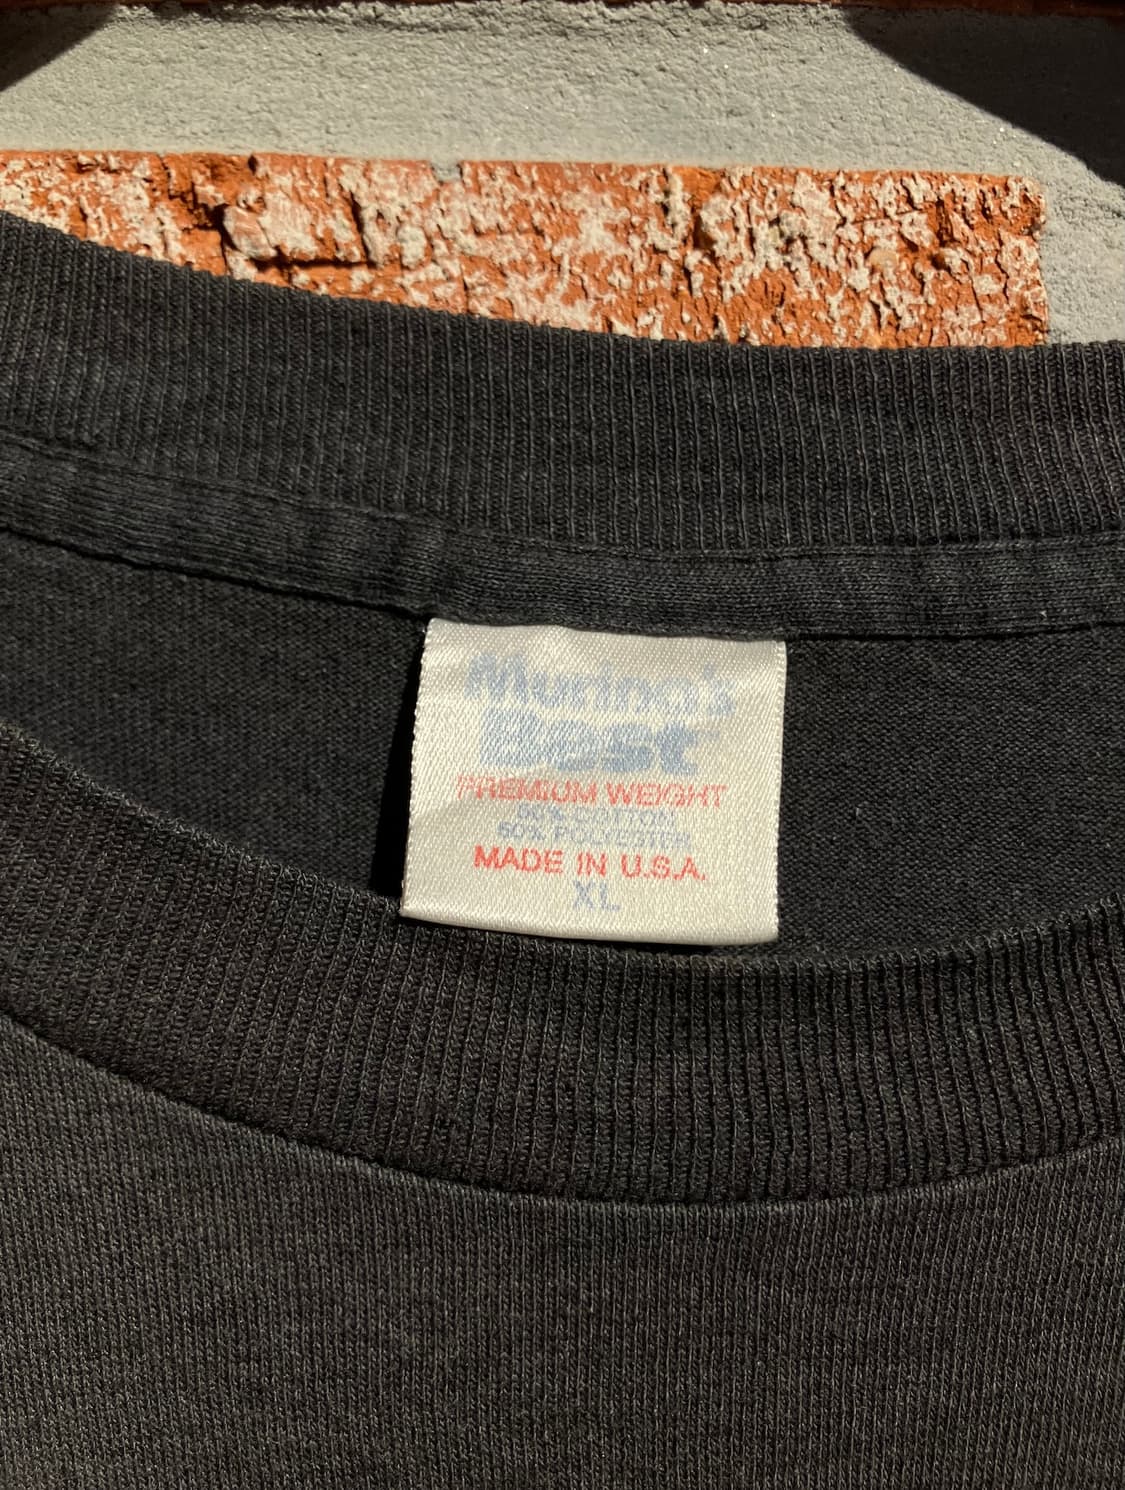 Murina's
Best
PREMIUM WEIGHT
50% COTTON
50% POLYESTER
MADE IN U.S.A.
XL